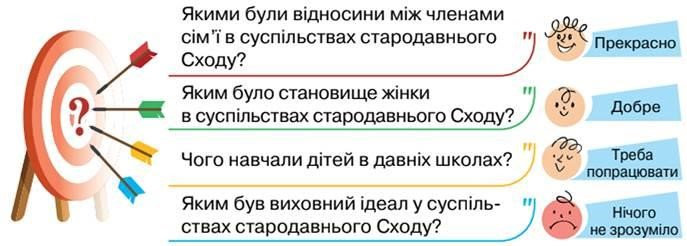 Якими були відносини між членами
сім’ї в суспільствах стародавнього
Сходу?
Прекрасно
Яким було становище жінки
в суспільствах стародавнього Сходу?
Добре
?
Чого навчали дітей в давніх школах?
Треба
попрацювати
Яким був виховний ідеал у суспіль-
ствах стародавнього Сходу?
Нічого
не зрозуміло